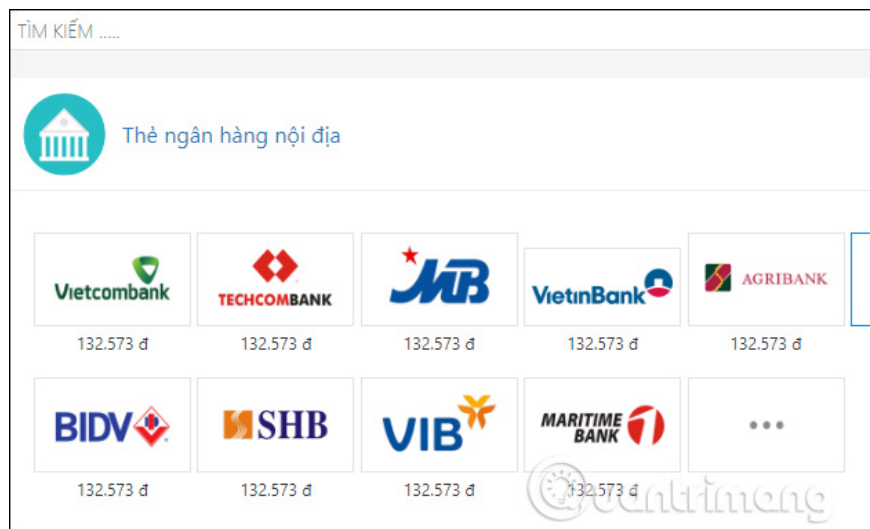 TÌM KIẾM .....
Thẻ ngân hàng nội địa
Vietcombank TECHCOMBANK MB VietinBank AGRIBANK
132.573 đ 132.573 đ 132.573 đ 132.573 đ 132.573 đ
BIDV SHB VIB MARITIME BANK
132.573 đ 132.573 đ 132.573 đ 132.573 đ
uantrimang